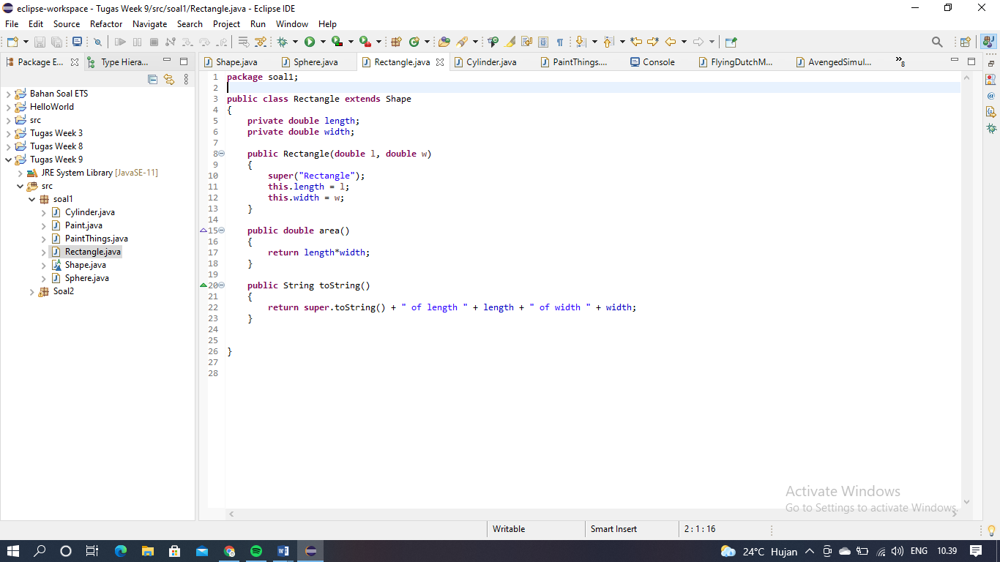 eclipse-workspace - Tugas Week 9/src/soal1/Rectangle.java - Eclipse IDE
File Edit Source Refactor Navigate Search Project Run Window Help
Package E... Type Hiera...
Shape.java Sphere.java Rectangle.java Cylinder.java PaintThings.... Console FlyingDutchM... AvengedSimul... »8
Bahan Soal ETS
HelloWorld
src
Tugas Week 3
Tugas Week 8
Tugas Week 9
JRE System Library [JavaSE-11]
src
soal1
Cylinder.java
Paint.java
PaintThings.java
Rectangle.java
Shape.java
Sphere.java
Soal2
1 package soal1;
2
3 public class Rectangle extends Shape
4 {
5     private double length;
6     private double width;
7
8     public Rectangle(double l, double w)
9     {
10         super("Rectangle");
11         this.length = l;
12         this.width = w;
13     }
14
15     public double area()
16     {
17         return length*width;
18     }
19
20     public String toString()
21     {
22         return super.toString() + " of length " + length + " of width " + width;
23     }
24
25
26 }
27
28
Activate Windows
Go to Settings to activate Windows.
Writable Smart Insert 2 : 1 : 16
24°C Hujan ENG 10.39